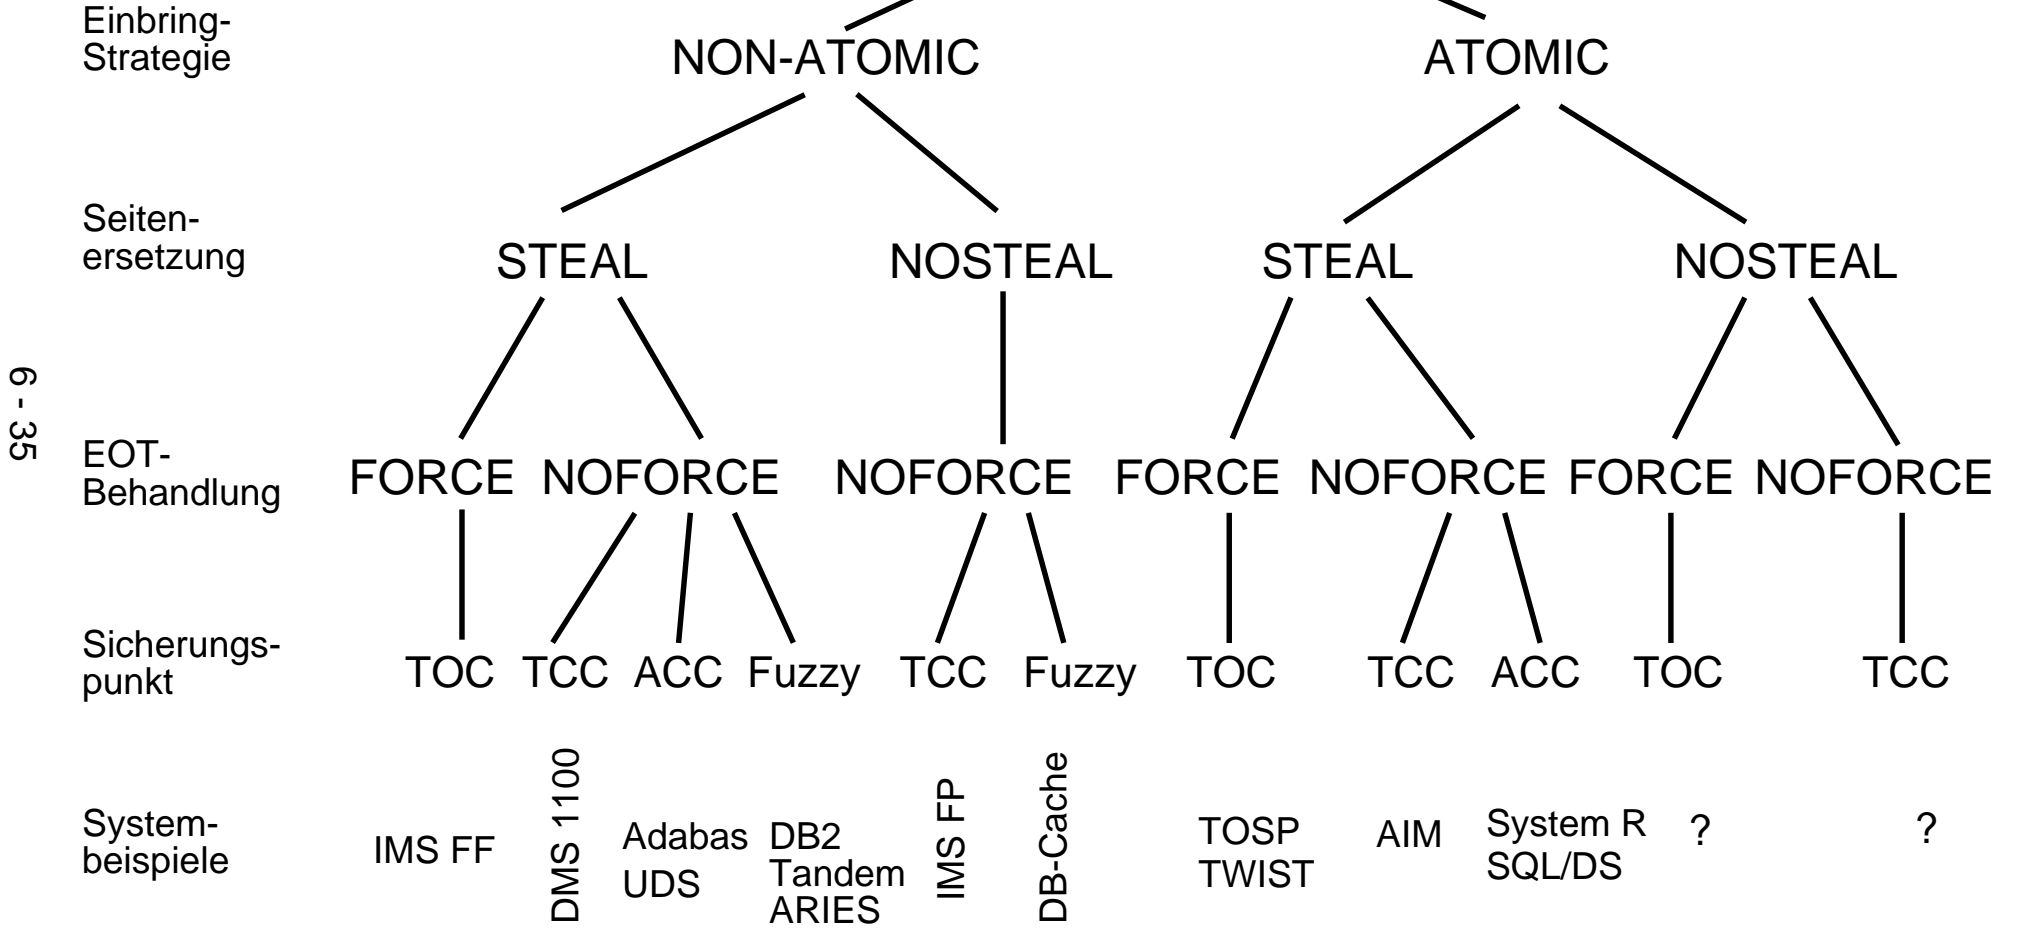 Einbring-
Strategie
NON-ATOMIC ATOMIC
Seiten-
ersetzung
STEAL NOSTEAL STEAL NOSTEAL
6 - 35
EOT-
Behandlung
FORCE NOFORCE NOFORCE FORCE NOFORCE FORCE NOFORCE
Sicherungs-
punkt
TOC TCC ACC Fuzzy TCC Fuzzy TOC TCC ACC TOC TCC
System-
beispiele
IMS FF
DMS 1100
Adabas
UDS
DB2
Tandem
ARIES
IMS FP
DB-Cache
TOSP
TWIST
AIM
System R
SQL/DS
?
?